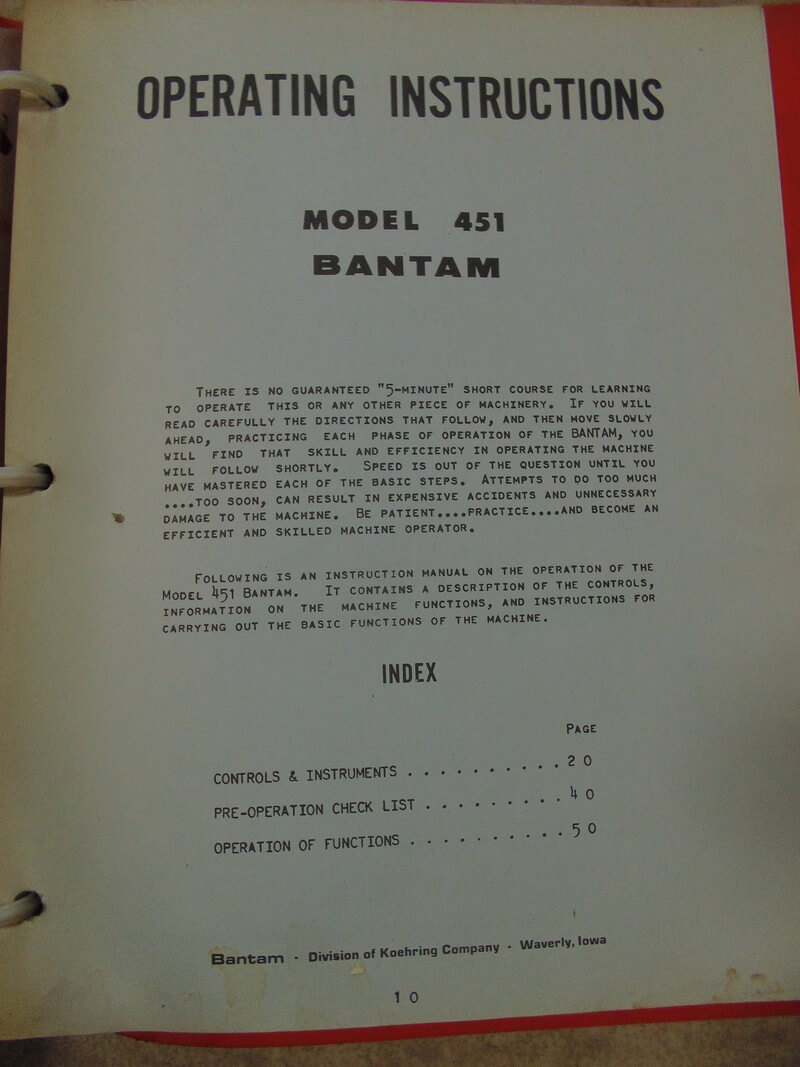 OPERATING INSTRUCTIONS
MODEL 451
BANTAM
THERE IS NO GUARANTEED "5-MINUTE" SHORT COURSE FOR LEARNING
TO OPERATE THIS OR ANY OTHER PIECE OF MACHINERY. IF YOU WILL
READ CAREFULLY THE DIRECTIONS THAT FOLLOW, AND THEN MOVE SLOWLY
AHEAD, PRACTICING EACH PHASE OF OPERATION OF THE BANTAM, YOU
WILL FIND THAT SKILL AND EFFICIENCY IN OPERATING THE MACHINE
WILL FOLLOW SHORTLY. SPEED IS OUT OF THE QUESTION UNTIL YOU
HAVE MASTERED EACH OF THE BASIC STEPS. ATTEMPTS TO DO TOO MUCH
....TOO SOON, CAN RESULT IN EXPENSIVE ACCIDENTS AND UNNECESSARY
DAMAGE TO THE MACHINE. BE PATIENT....PRACTICE....AND BECOME AN
EFFICIENT AND SKILLED MACHINE OPERATOR.
FOLLOWING IS AN INSTRUCTION MANUAL ON THE OPERATION OF THE
MODEL 451 BANTAM. IT CONTAINS A DESCRIPTION OF THE CONTROLS,
INFORMATION ON THE MACHINE FUNCTIONS, AND INSTRUCTIONS FOR
CARRYING OUT THE BASIC FUNCTIONS OF THE MACHINE.
INDEX
PAGE
CONTROLS & INSTRUMENTS . . . . . . . . . . 2 0
PRE-OPERATION CHECK LIST . . . . . . . . . 4 0
OPERATION OF FUNCTIONS . . . . . . . . . . 5 0
Bantam - Division of Koehring Company - Waverly, Iowa
1 0